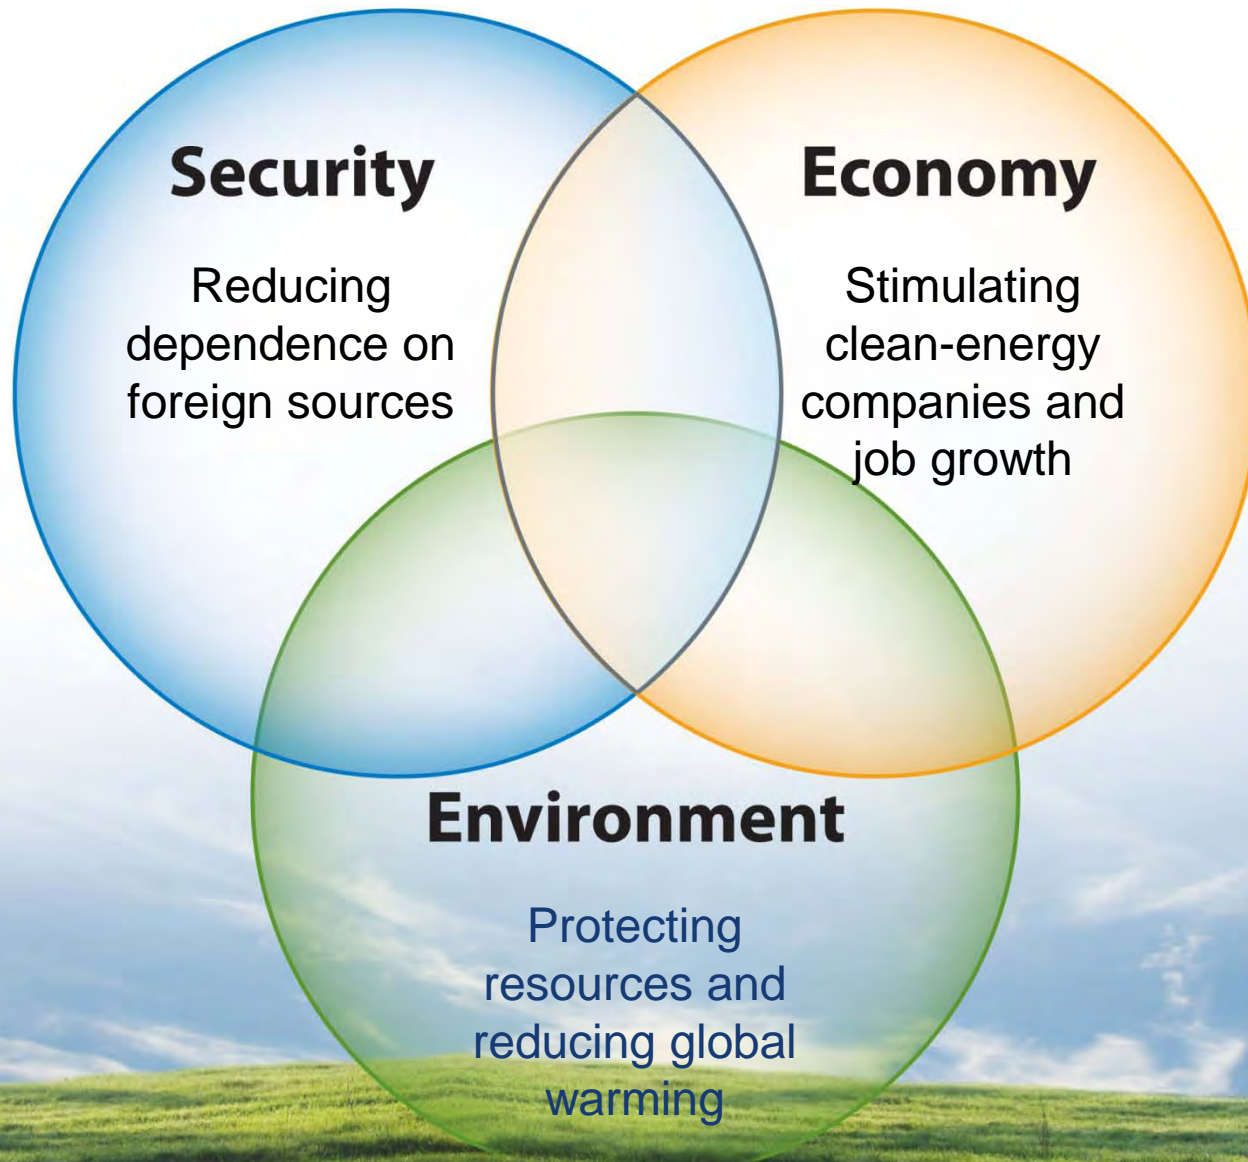 Security
Reducing
dependence on
foreign sources
Economy
Stimulating
clean-energy
companies and
job growth
Environment
Protecting
resources and
reducing global
warming